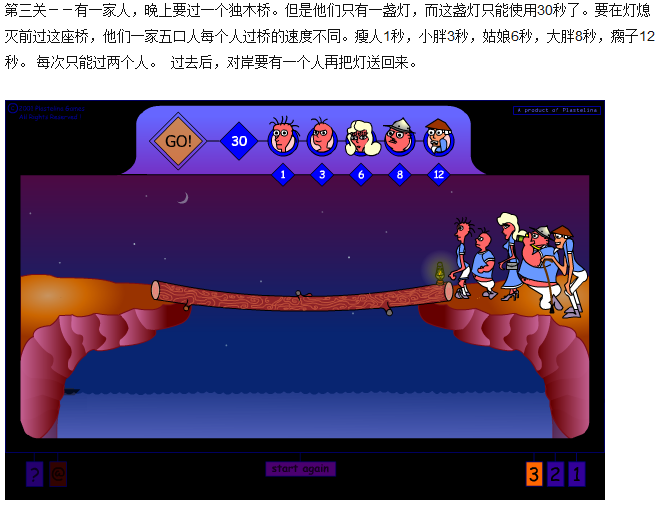 第三关－－有一家人，晚上要过一个独木桥。但是他们只有一盏灯，而这盏灯只能使用30秒了。要在灯熄
灭前过这座桥，他们一家五口人每个人过桥的速度不同。瘦人1秒，小胖3秒，姑娘6秒，大胖8秒，瘸子12
秒。 每次只能过两个人。 过去后，对岸要有一个人再把灯送回来。
A product of Plastelina
GO! 30
1 3 6 8 12
? @ start again 3 2 1